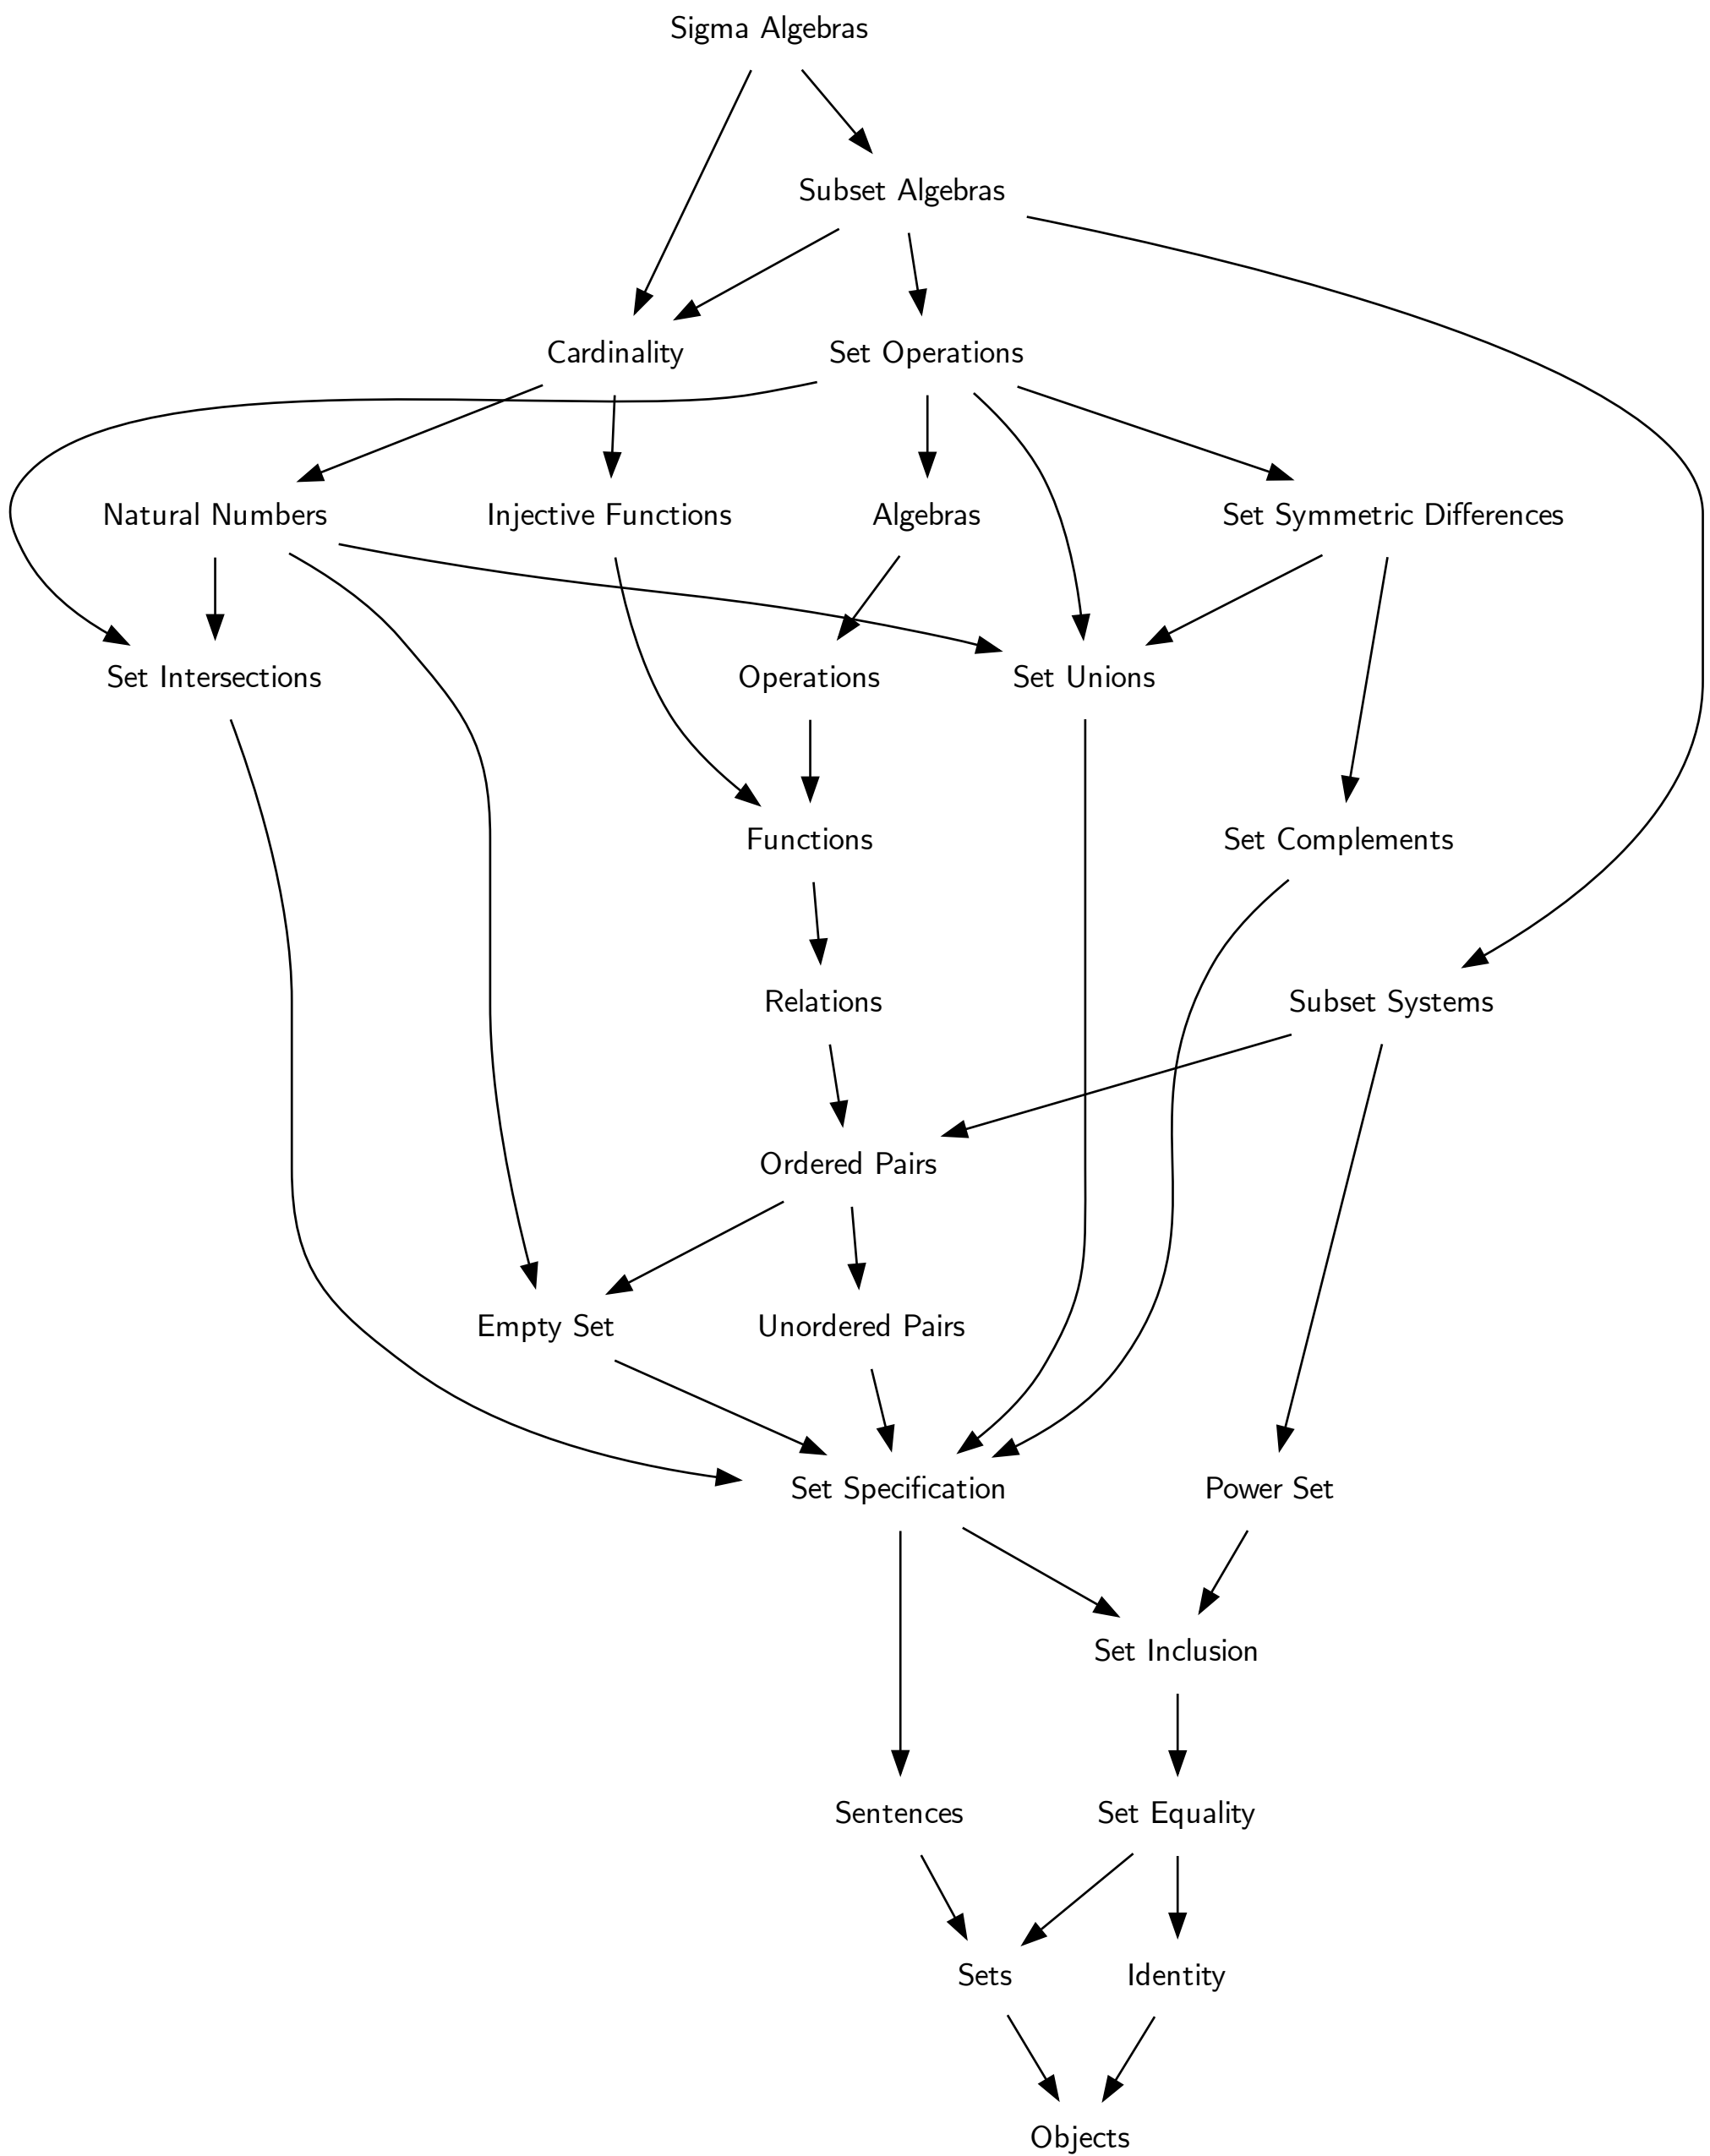 Sigma Algebras
Subset Algebras
Cardinality
Set Operations
Natural Numbers
Injective Functions
Algebras
Set Symmetric Differences
Set Intersections
Operations
Set Unions
Functions
Set Complements
Relations
Subset Systems
Ordered Pairs
Empty Set
Unordered Pairs
Set Specification
Power Set
Set Inclusion
Sentences
Set Equality
Sets
Identity
Objects